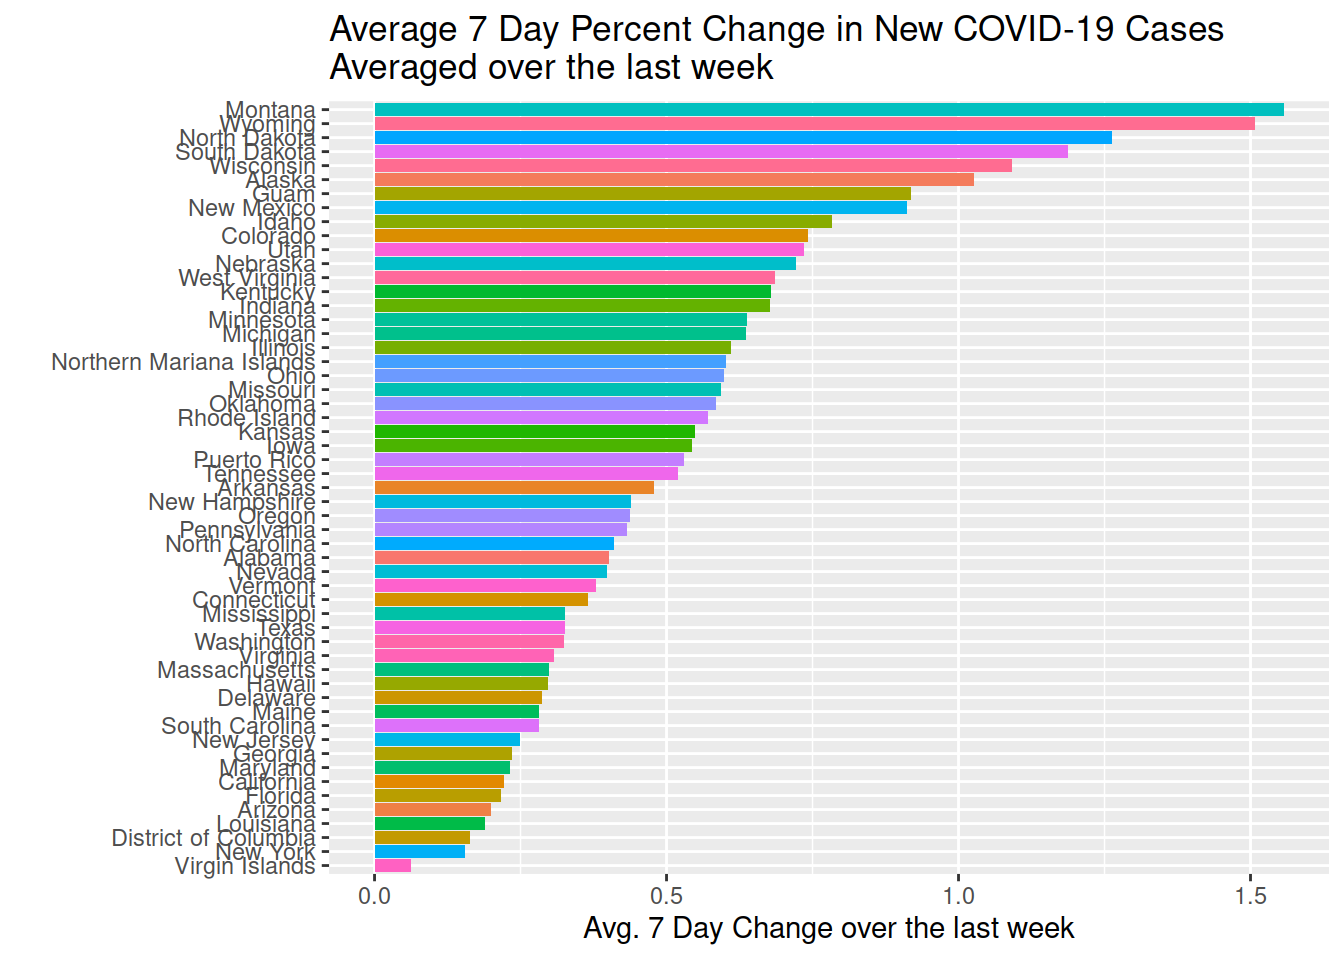 Average 7 Day Percent Change in New COVID-19 Cases
Averaged over the last week
Montana
Wyoming
North Dakota
South Dakota
Wisconsin
Alaska
Guam
New Mexico
Idaho
Colorado
Utah
Nebraska
West Virginia
Kentucky
Indiana
Minnesota
Michigan
Illinois
Northern Mariana Islands
Ohio
Missouri
Oklahoma
Rhode Island
Kansas
Iowa
Puerto Rico
Tennessee
Arkansas
New Hampshire
Oregon
Pennsylvania
North Carolina
Alabama
Nevada
Vermont
Connecticut
Mississippi
Texas
Washington
Virginia
Massachusetts
Hawaii
Delaware
Maine
South Carolina
New Jersey
Georgia
Maryland
California
Florida
Arizona
Louisiana
District of Columbia
New York
Virgin Islands
0.0 0.5 1.0 1.5
Avg. 7 Day Change over the last week